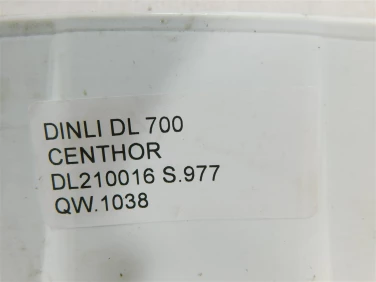 DINLI DL 700
CENTHOR
DL210016 S.977
QW.1038